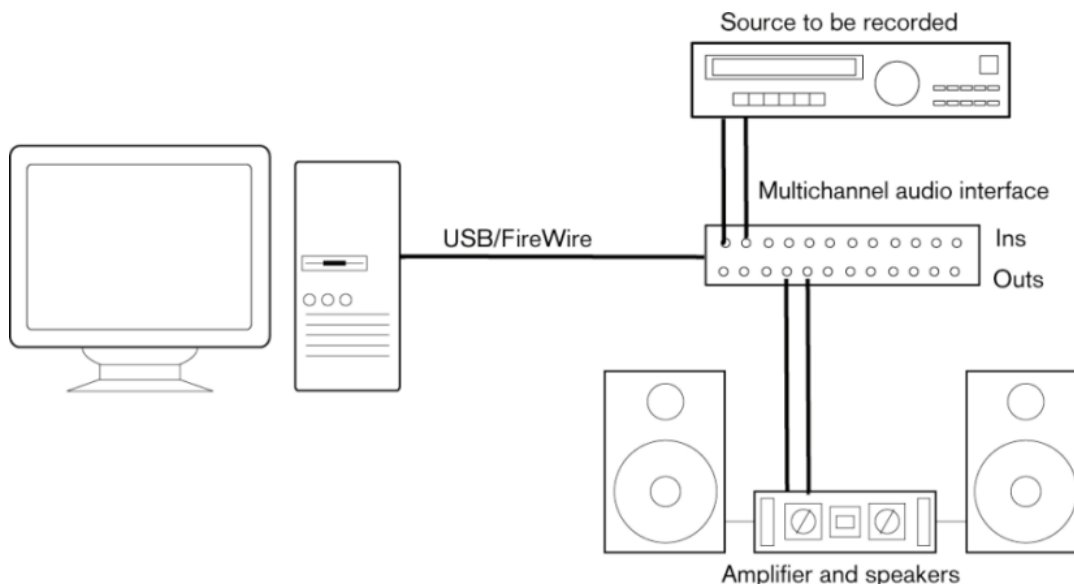 Source to be recorded
Multichannel audio interface
USB/FireWire
Ins
Outs
Amplifier and speakers